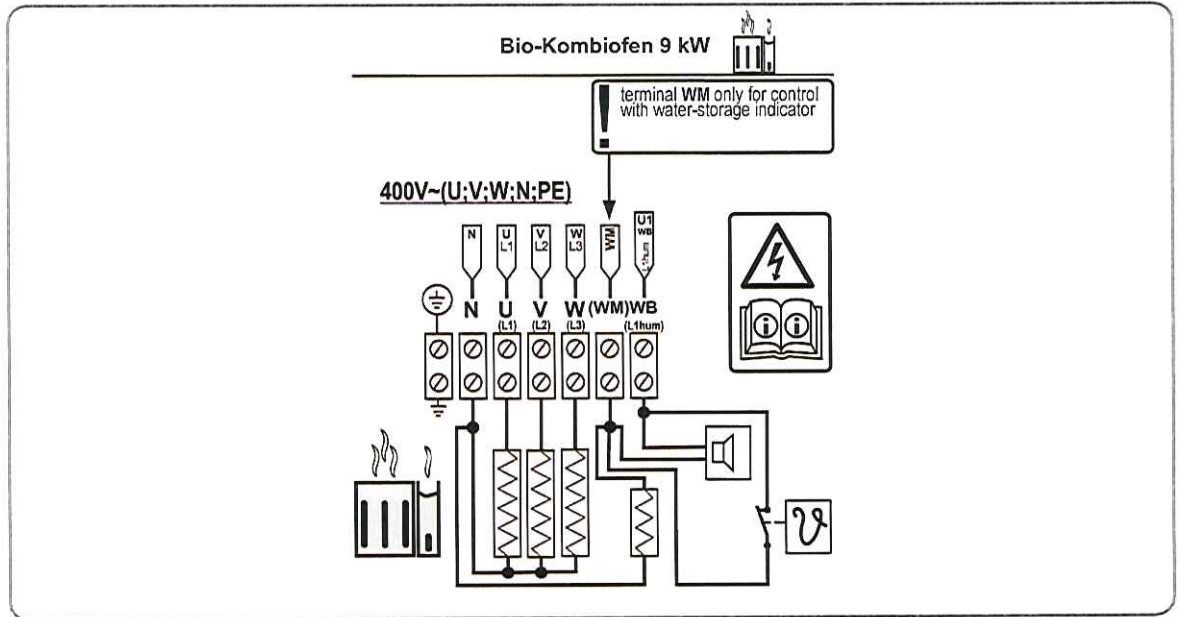 Bio-Kombiofen 9 kW
! terminal WM only for control
with water-storage indicator
400V~(U;V;W;N;PE)
N U L1 V L2 W L3 WM U1 WB L1hum
N U V W (WM) WB
(L1) (L2) (L3) (L1hum)
i i
ϑ